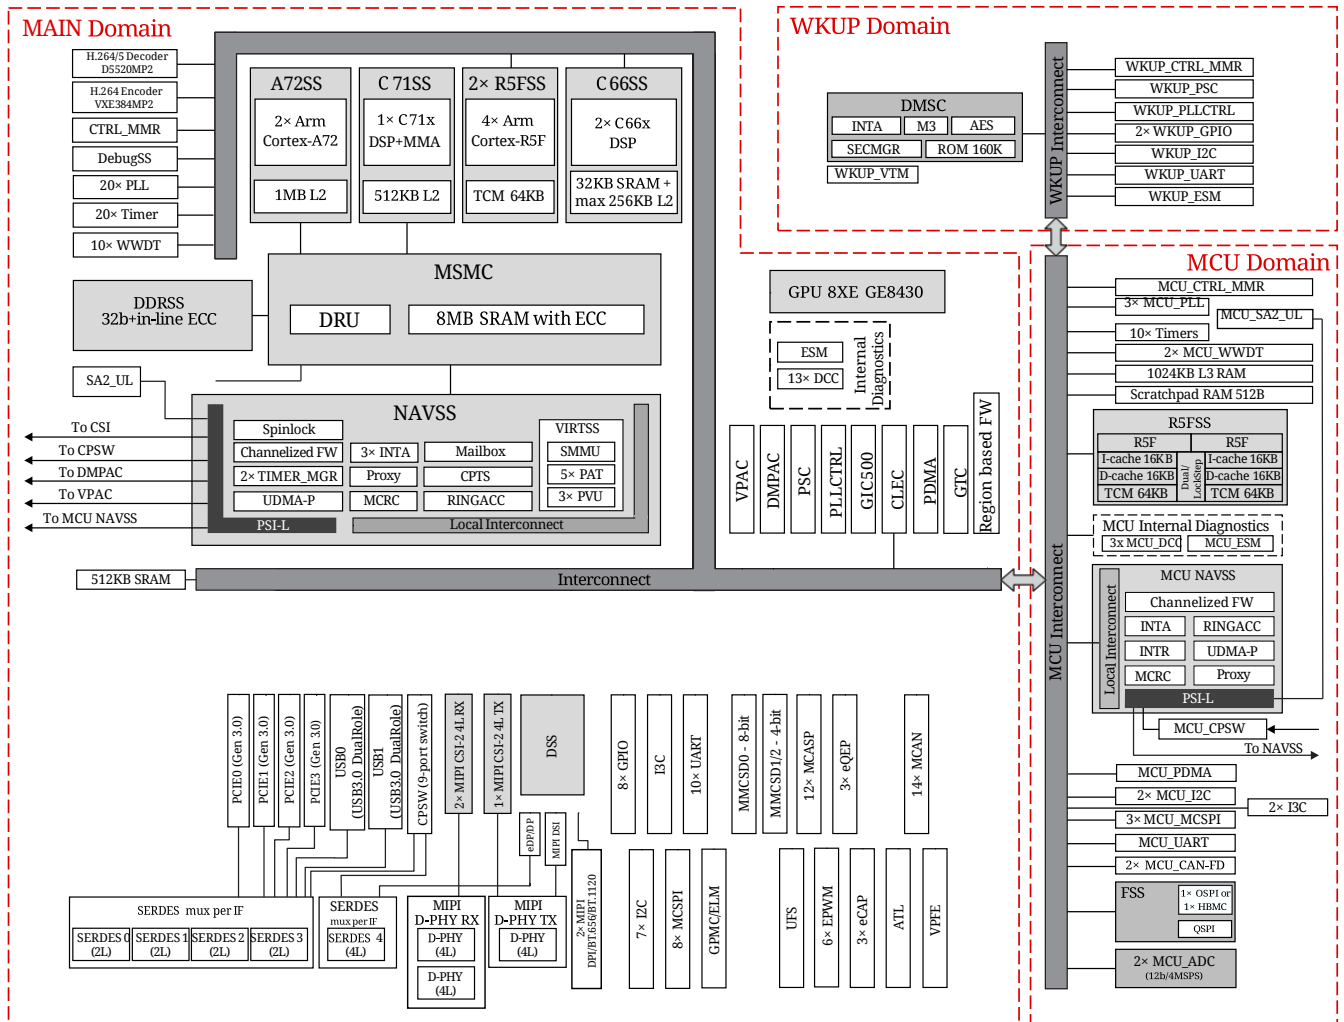 MAIN Domain
H.264/5 Decoder
D5520MP2
H.264 Encoder
VXE384MP2
CTRL_MMR
DebugSS
20× PLL
20× Timer
10× WWDT
A72SS
2× Arm
Cortex-A72
1MB L2
C 71SS
1× C71x
DSP+MMA
512KB L2
2× R5FSS
4× Arm
Cortex-R5F
TCM 64KB
C 66SS
2× C66x
DSP
32KB SRAM +
max 256KB L2
DDRSS
32b+in-line ECC
MSMC
DRU
8MB SRAM with ECC
SA2_UL
To CSI
To CPSW
To DMPAC
To VPAC
To MCU NAVSS
NAVSS
Spinlock
Channelized FW
2× TIMER_MGR
UDMA-P
3× INTA
Proxy
MCRC
Mailbox
CPTS
RINGACC
VIRTSS
SMMU
5× PAT
3× PVU
PSI-L
Local Interconnect
512KB SRAM
Interconnect
GPU 8XE GE8430
ESM
13× DCC
Internal
Diagnostics
VPAC
DMPAC
PSC
PLLCTRL
GIC500
CLEC
PDMA
GTC
Region based FW
PCIE0 (Gen 3.0)
PCIE1 (Gen 3.0)
PCIE2 (Gen 3.0)
PCIE3 (Gen 3.0)
USB0
(USB3.0 DualRole)
USB1
(USB3.0 DualRole)
CPSW (9-port switch)
2× MIPI CSI-2 4L RX
1× MIPI CSI-2 4L TX
DSS
eDP/DP
MIPI DSI
8× GPIO
I3C
10× UART
MMCSD0 - 8-bit
MMCSD1/2 - 4-bit
12× MCASP
3× eQEP
14× MCAN
SERDES mux per IF
SERDES 0
(2L)
SERDES 1
(2L)
SERDES 2
(2L)
SERDES 3
(2L)
SERDES
mux per IF
SERDES 4
(4L)
MIPI
D-PHY RX
D-PHY
(4L)
D-PHY
(4L)
MIPI
D-PHY TX
D-PHY
(4L)
2× MIPI
DPI/BT.656/BT.1120
7× I2C
8× MCSPI
GPMC/ELM
UFS
6× EPWM
3× eCAP
ATL
VPFE
WKUP Domain
DMSC
INTA
M3
AES
SECMGR
ROM 160K
WKUP_VTM
WKUP Interconnect
WKUP_CTRL_MMR
WKUP_PSC
WKUP_PLLCTRL
2× WKUP_GPIO
WKUP_I2C
WKUP_UART
WKUP_ESM
MCU Domain
MCU Interconnect
MCU_CTRL_MMR
3× MCU_PLL
MCU_SA2_UL
10× Timers
2× MCU_WWDT
1024KB L3 RAM
Scratchpad RAM 512B
R5FSS
R5F
R5F
I-cache 16KB
D-cache 16KB
TCM 64KB
Dual/
LockStep
I-cache 16KB
D-cache 16KB
TCM 64KB
MCU Internal Diagnostics
3x MCU_DCC
MCU_ESM
MCU NAVSS
Local Interconnect
Channelized FW
INTA
RINGACC
INTR
UDMA-P
MCRC
Proxy
PSI-L
MCU_CPSW
To NAVSS
MCU_PDMA
2× MCU_I2C
2× I3C
3× MCU_MCSPI
MCU_UART
2× MCU_CAN-FD
FSS
1× OSPI or
1× HBMC
QSPI
2× MCU_ADC
(12b/4MSPS)